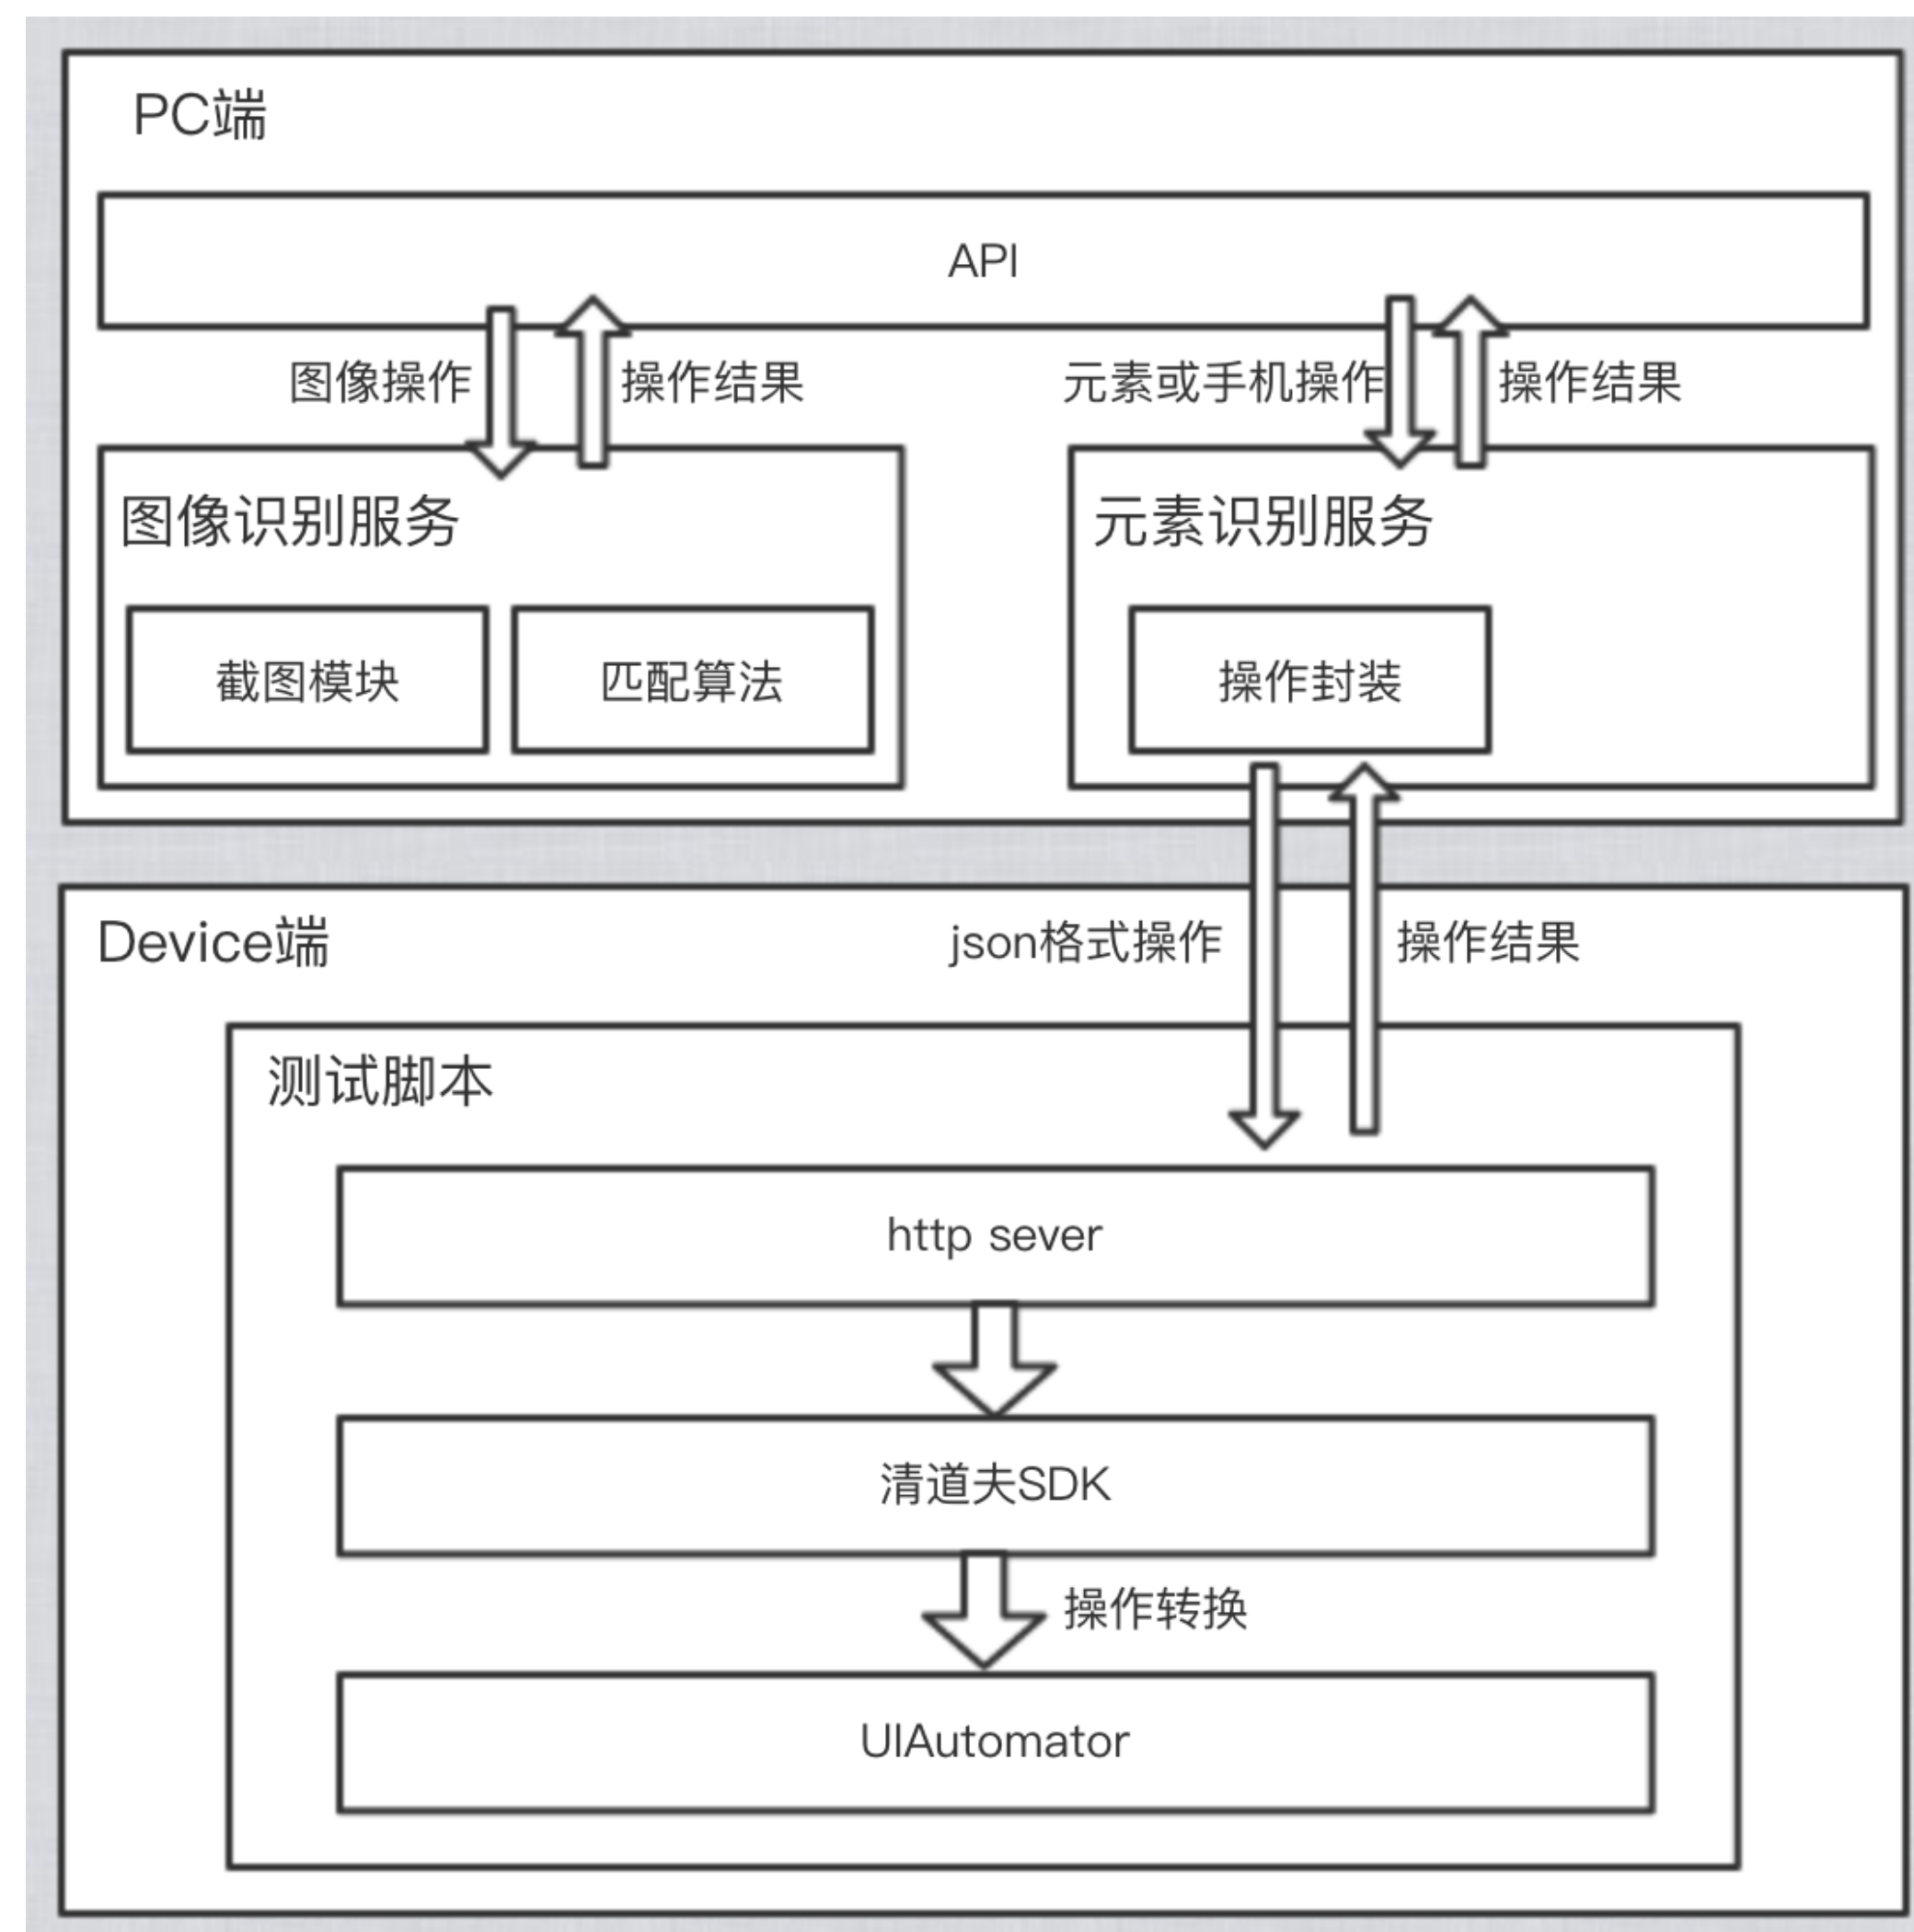 PC端
API
图像操作
操作结果
元素或手机操作
操作结果
图像识别服务
元素识别服务
截图模块
匹配算法
操作封装
Device端
json格式操作
操作结果
测试脚本
http sever
清道夫SDK
操作转换
UIAutomator